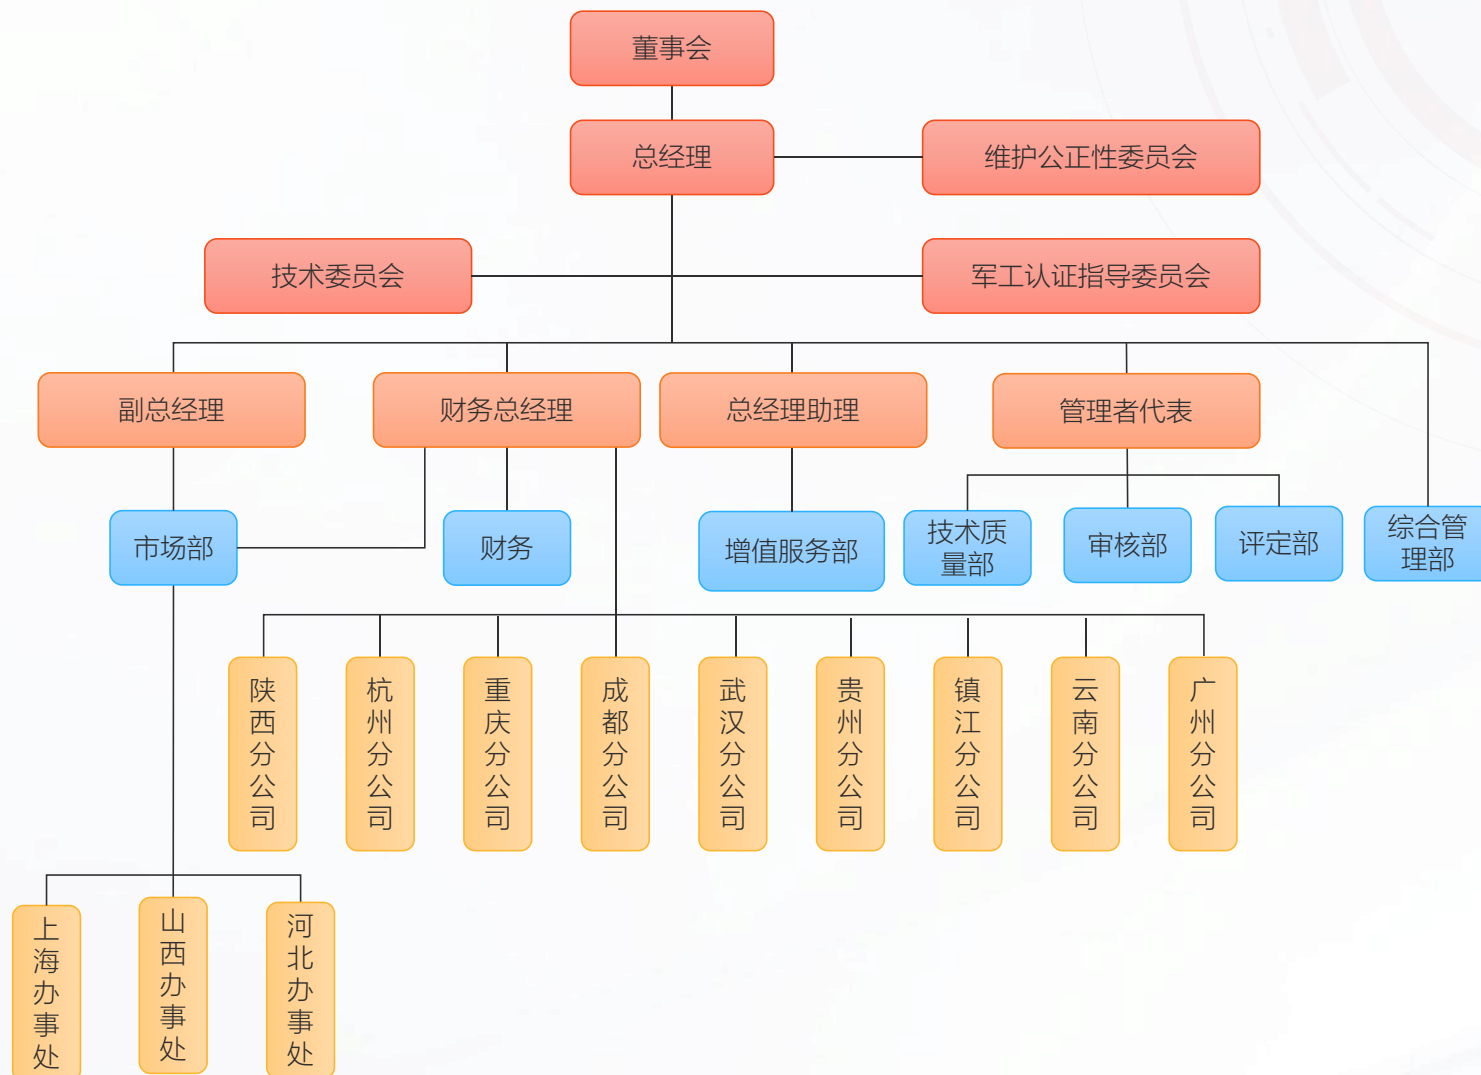 董事会
总经理
维护公正性委员会
技术委员会
军工认证指导委员会
副总经理
财务总经理
总经理助理
管理者代表
市场部
财务
增值服务部
技术质
量部
审核部
评定部
综合管
理部
陕西分公司
杭州分公司
重庆分公司
成都分公司
武汉分公司
贵州分公司
镇江分公司
云南分公司
广州分公司
上海办事处
山西办事处
河北办事处